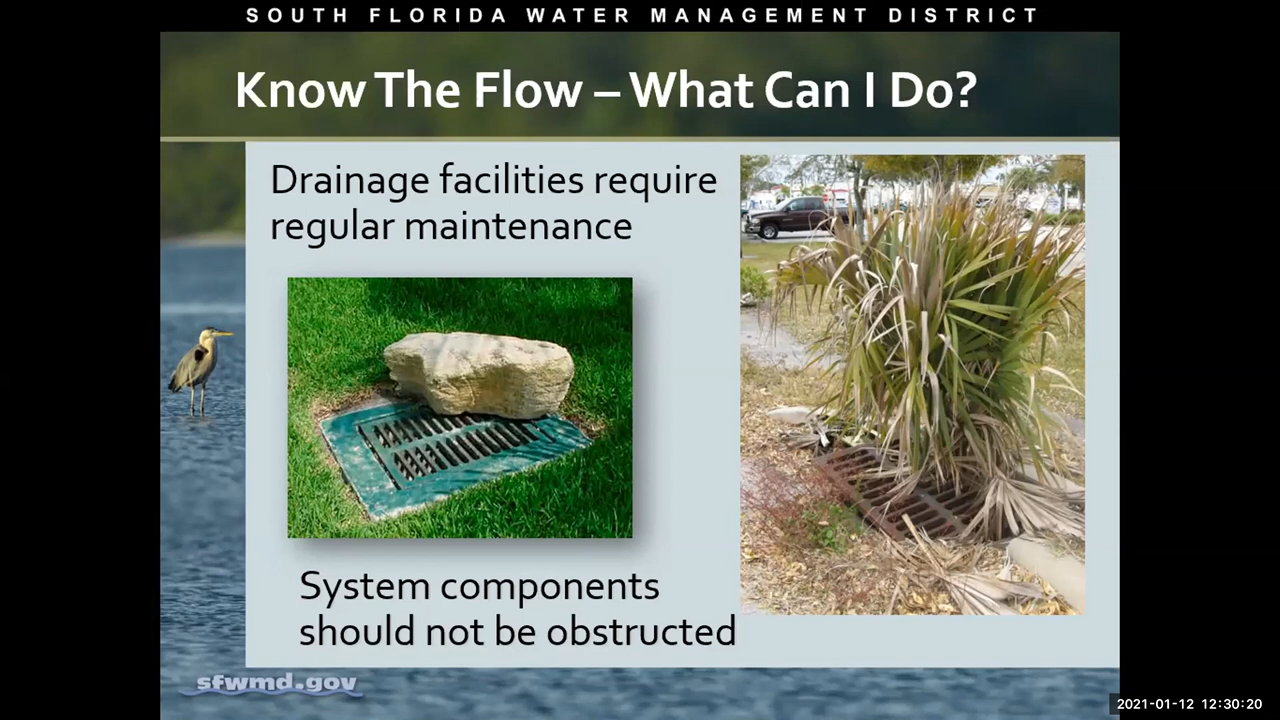 SOUTH FLORIDA WATER MANAGEMENT DISTRICT
Know The Flow – What Can I Do?
Drainage facilities require
regular maintenance
System components
should not be obstructed
sfwmd.gov
2021-01-12 12:30:20